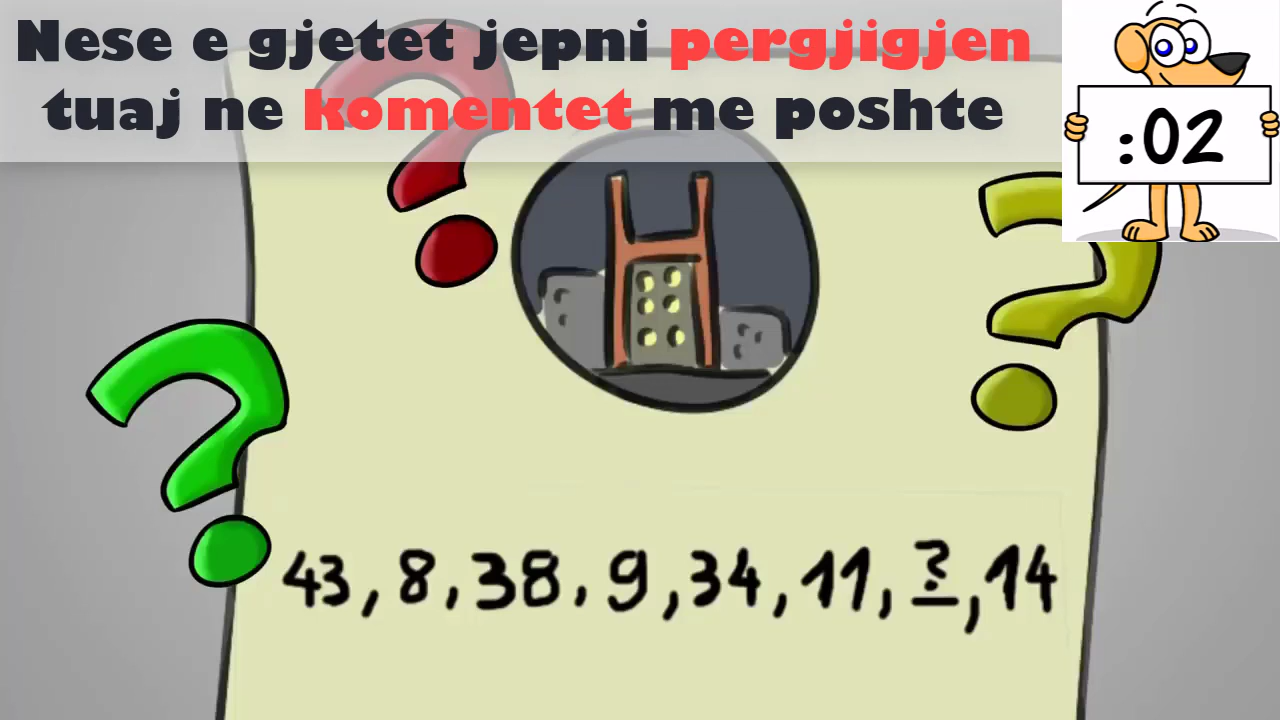 Nese e gjetet jepni pergjigjen
tuaj ne komentet me poshte
:02
43, 8, 38, 9, 34, 11, ?, 14